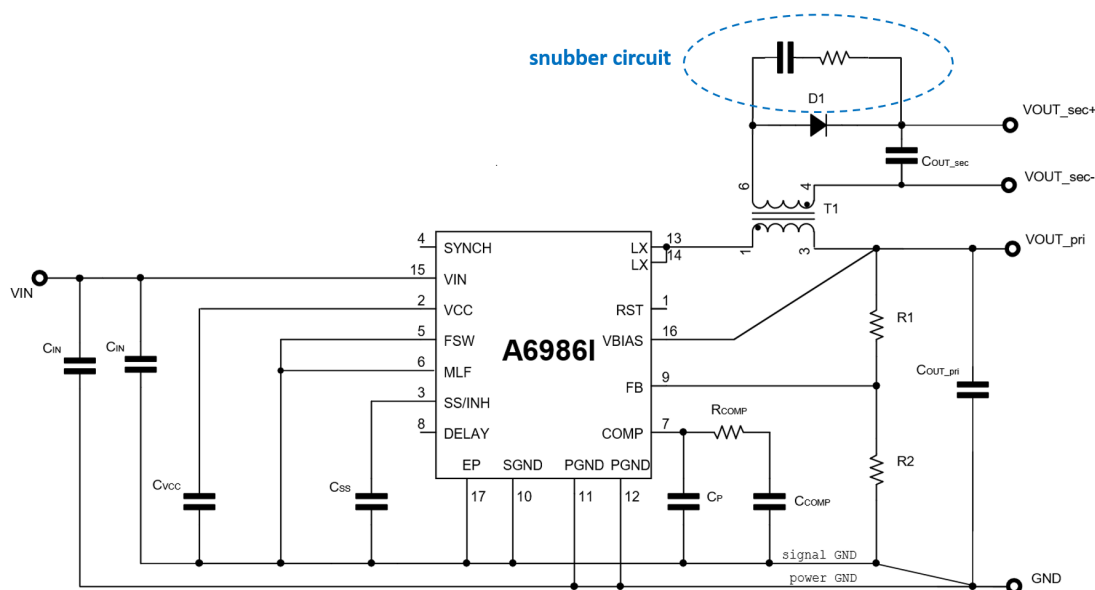 snubber circuit
D1
VOUT_sec+
COUT_sec
VOUT_sec-
6
4
T1
1
3
VOUT_pri
4
SYNCH
LX
13
LX
14
VIN
15
VIN
2
VCC
RST
1
5
FSW
VBIAS
16
R1
CIN
CIN
A6986I
6
MLF
FB
9
COUT_pri
3
SS/INH
RCOMP
8
DELAY
COMP
7
R2
EP
SGND
PGND
PGND
17
10
11
12
CVCC
CSS
CP
CCOMP
signal GND
power GND
GND